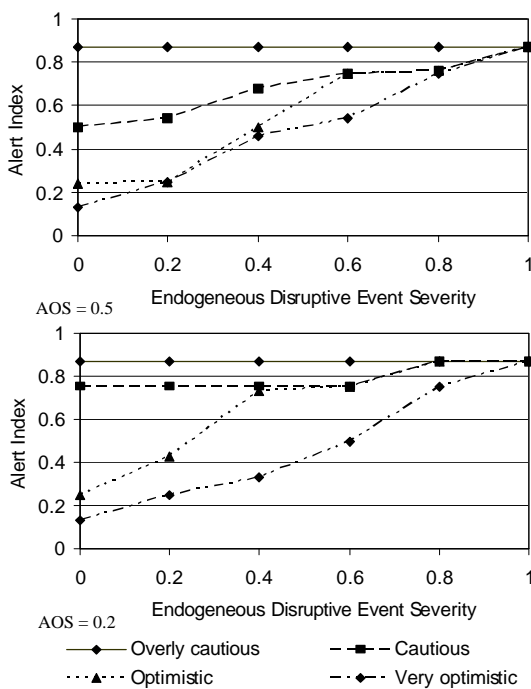 1
0.8
0.6
0.4
0.2
0
Alert Index
0 0.2 0.4 0.6 0.8 1
Endogeneous Disruptive Event Severity
AOS = 0.5
1
0.8
0.6
0.4
0.2
0
Alert Index
0 0.2 0.4 0.6 0.8 1
Endogeneous Disruptive Event Severity
AOS = 0.2
Overly cautious Cautious
Optimistic Very optimistic